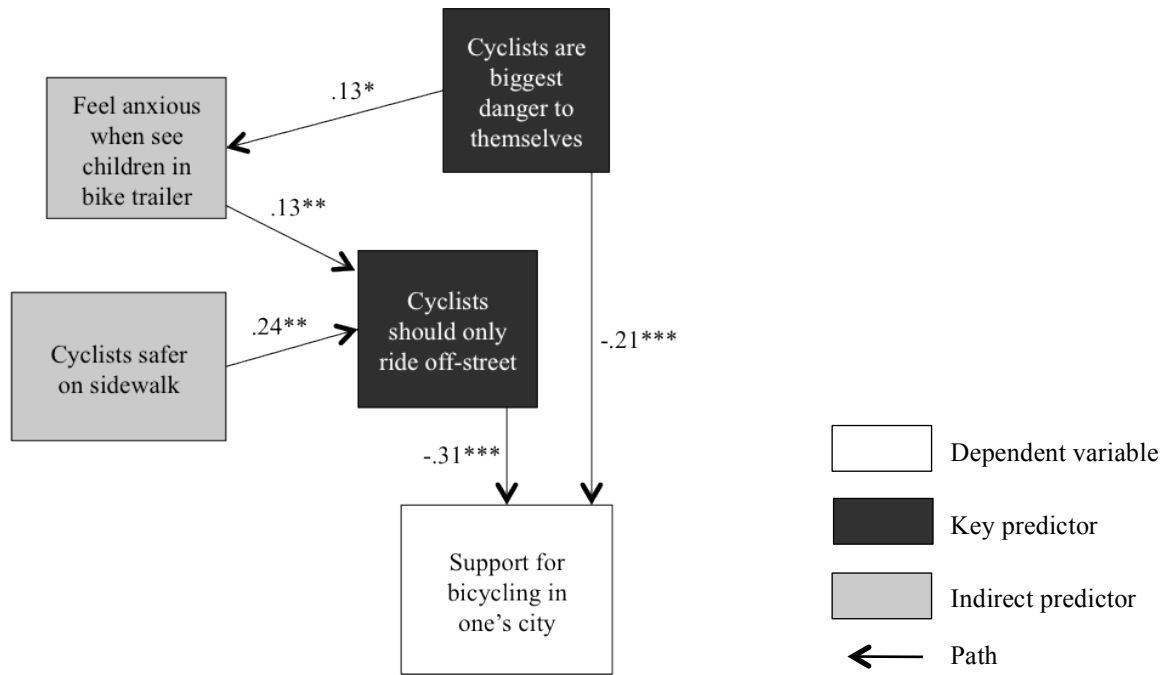 Cyclists are
biggest
danger to
themselves
.13*
Feel anxious
when see
children in
bike trailer
.13**
Cyclists
should only
ride off-street
.24**
Cyclists safer
on sidewalk
-.21***
-.31***
Support for
bicycling in
one's city
Dependent variable
Key predictor
Indirect predictor
Path